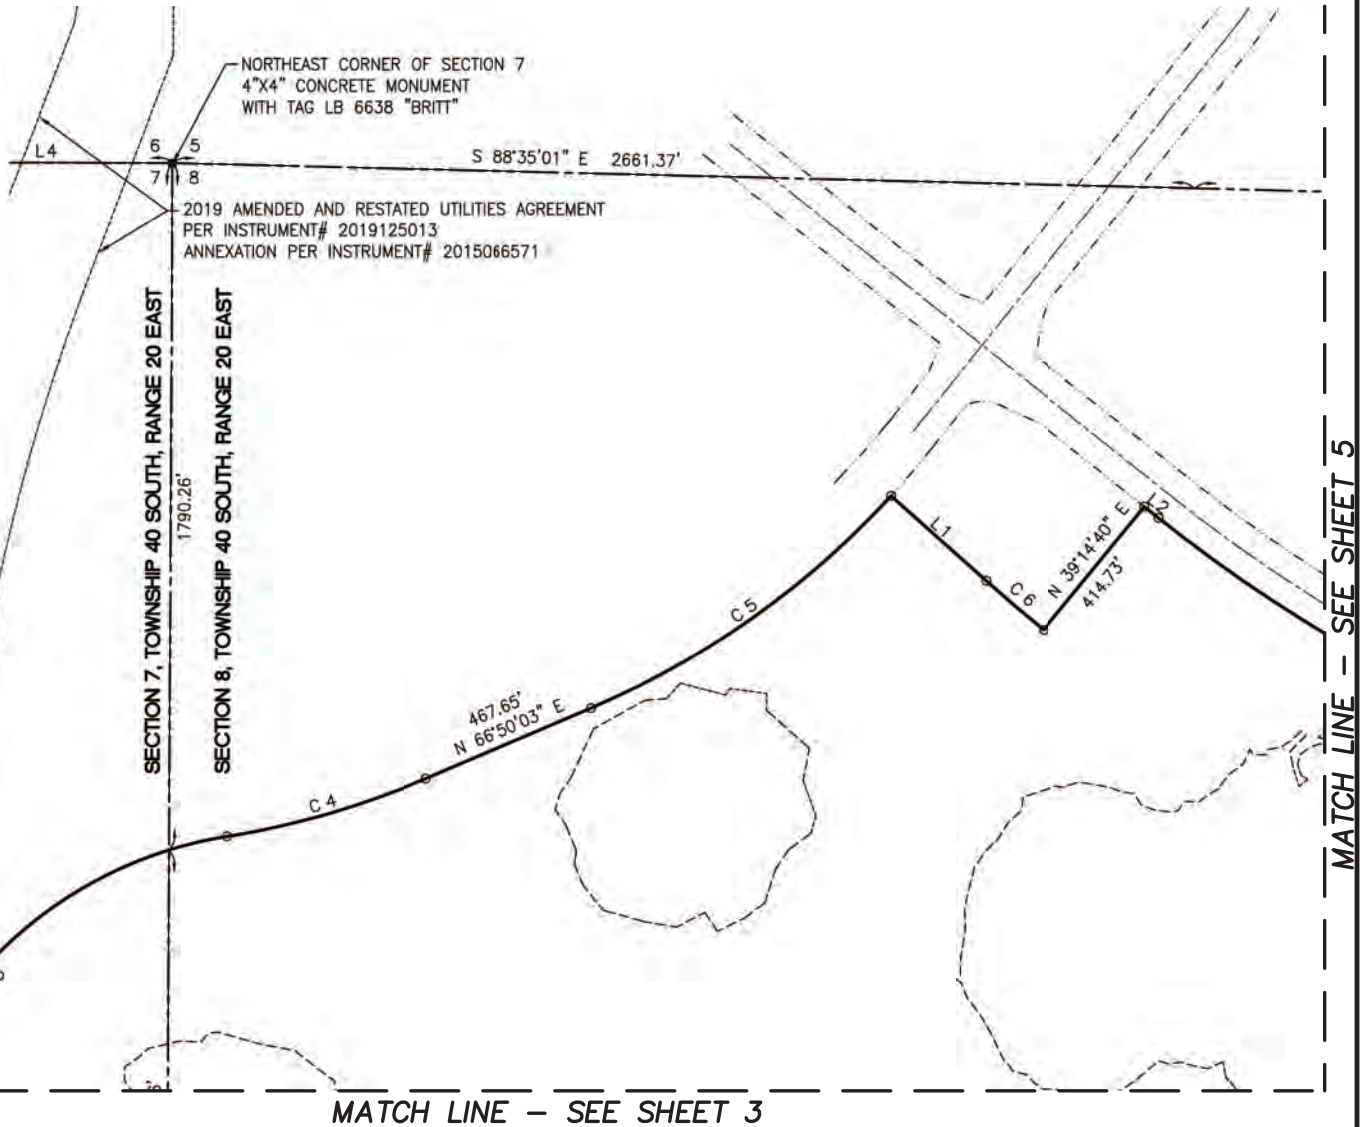 NORTHEAST CORNER OF SECTION 7
4"X4" CONCRETE MONUMENT
WITH TAG LB 6638 "BRITT"
L4
6 5
7 8
S 88°35'01" E 2661.37'
2019 AMENDED AND RESTATED UTILITIES AGREEMENT
PER INSTRUMENT# 2019125013
ANNEXATION PER INSTRUMENT# 2015066571
SECTION 7, TOWNSHIP 40 SOUTH, RANGE 20 EAST
1790.26'
SECTION 8, TOWNSHIP 40 SOUTH, RANGE 20 EAST
L1
C 6
N 39°14'40" E
414.73'
L2
C 5
467.65'
N 66°50'03" E
C 4
MATCH LINE - SEE SHEET 5
MATCH LINE - SEE SHEET 3